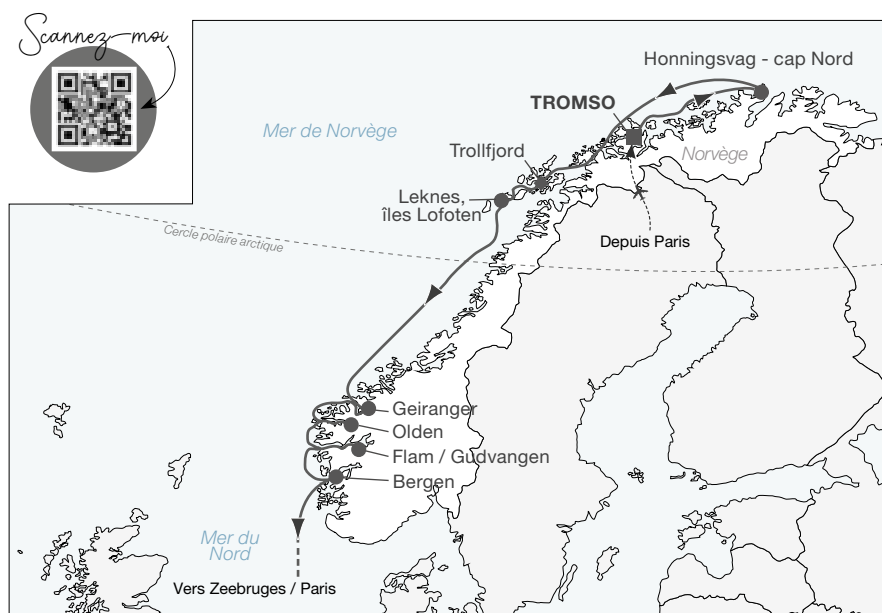 Scannez-moi
Honningsvag - cap Nord
TROMSO
Mer de Norvège
Norvège
Trollfjord
Leknes,
îles Lofoten
Depuis Paris
Cercle polaire arctique
Geiranger
Olden
Flam / Gudvangen
Bergen
Mer du
Nord
Vers Zeebruges / Paris